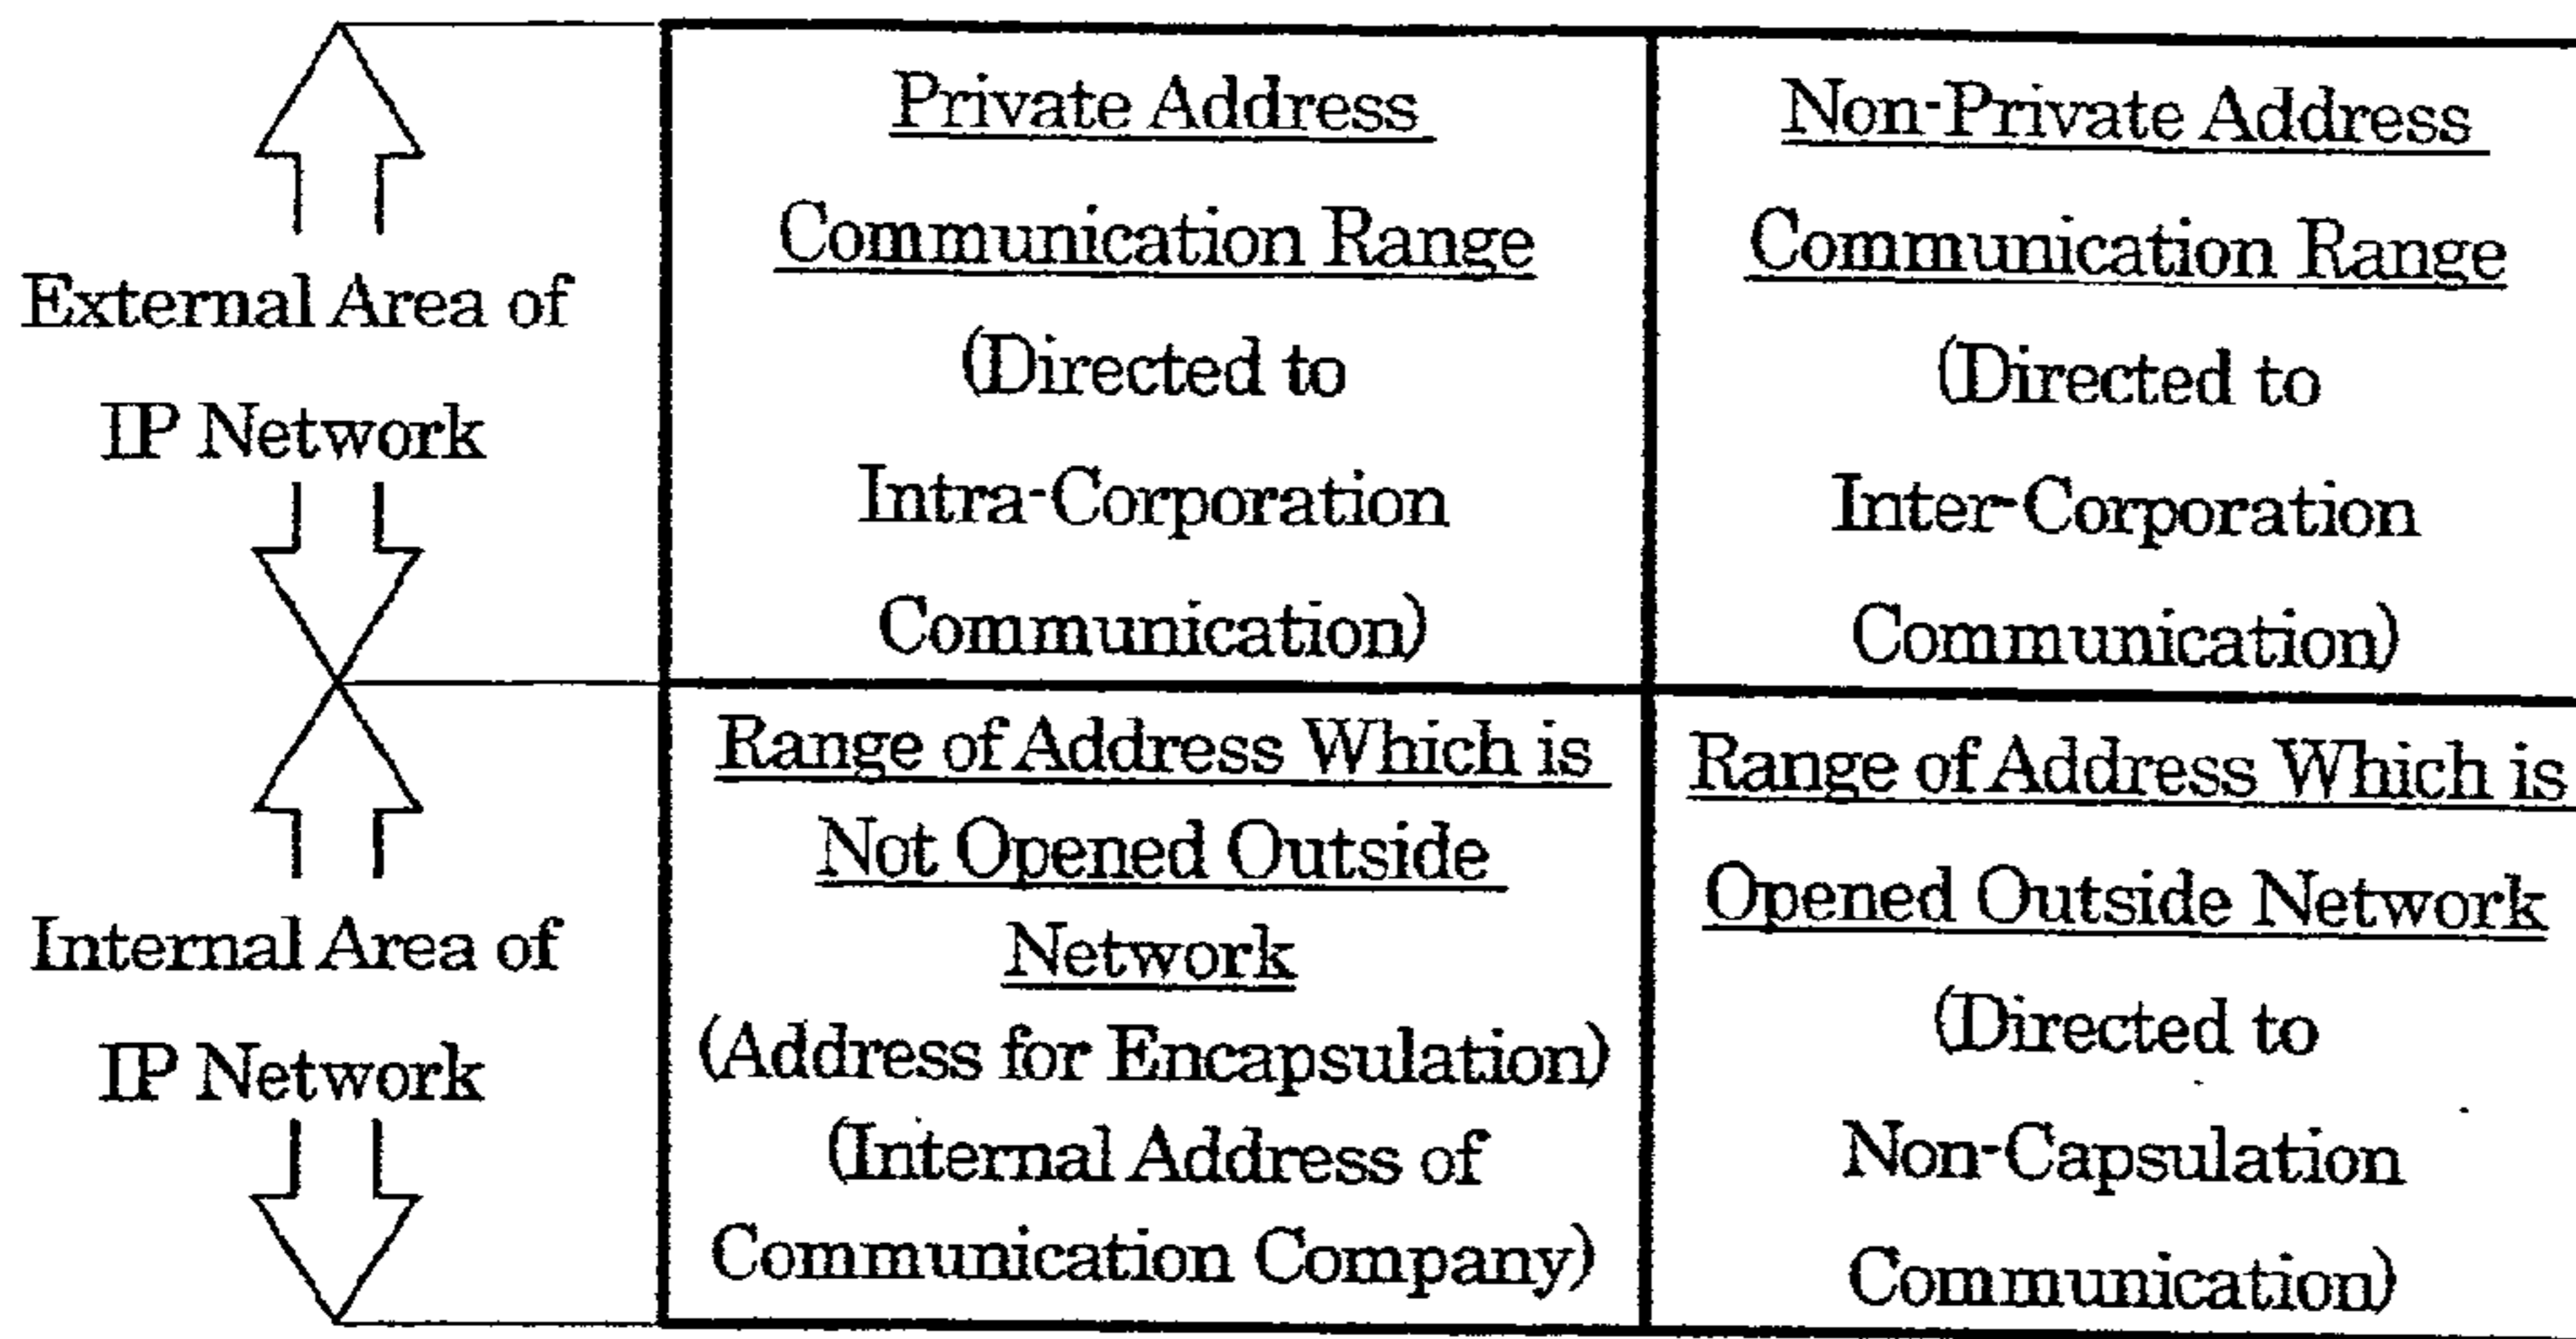 External Area of
IP Network
Private Address
Communication Range
(Directed to
Intra-Corporation
Communication)
Non-Private Address
Communication Range
(Directed to
Inter-Corporation
Communication)
Internal Area of
IP Network
Range of Address Which is
Not Opened Outside
Network
(Address for Encapsulation)
(Internal Address of
Communication Company)
Range of Address Which is
Opened Outside Network
(Directed to
Non-Capsulation
Communication)